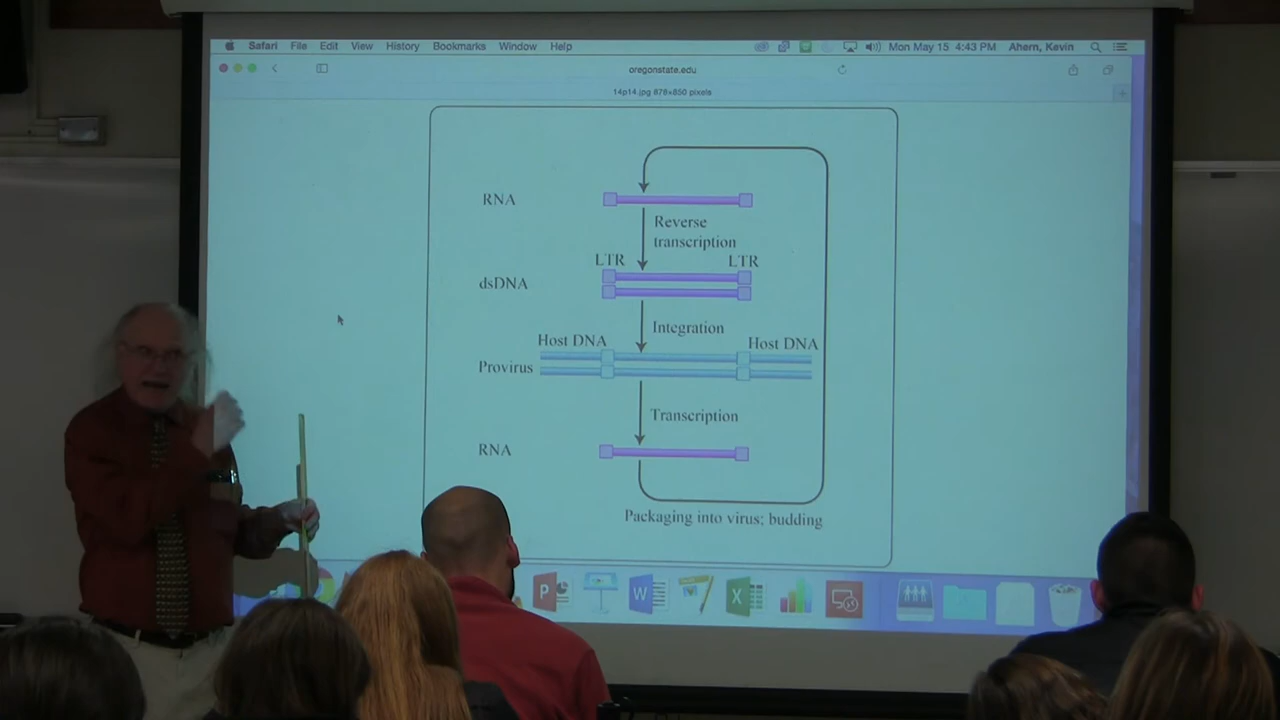 Safari File Edit View History Bookmarks Window Help Mon May 15 4:43 PM Ahern, Kevin
oregonstate.edu
14p14.jpg 878×850 pixels
RNA
Reverse
transcription
LTR LTR
dsDNA
Integration
Host DNA Host DNA
Provirus
Transcription
RNA
Packaging into virus; budding
P W X